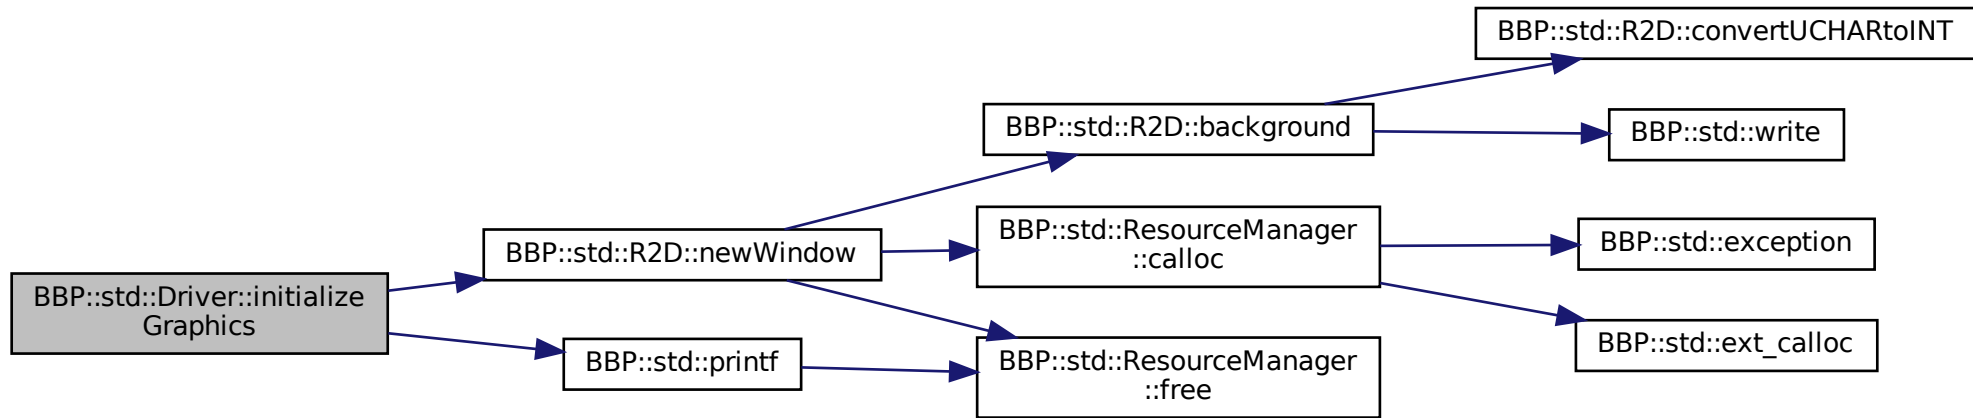 BBP::std::Driver::initialize
Graphics
BBP::std::R2D::newWindow
BBP::std::printf
BBP::std::R2D::background
BBP::std::ResourceManager
::calloc
BBP::std::ResourceManager
::free
BBP::std::R2D::convertUCHARtoINT
BBP::std::write
BBP::std::exception
BBP::std::ext_calloc